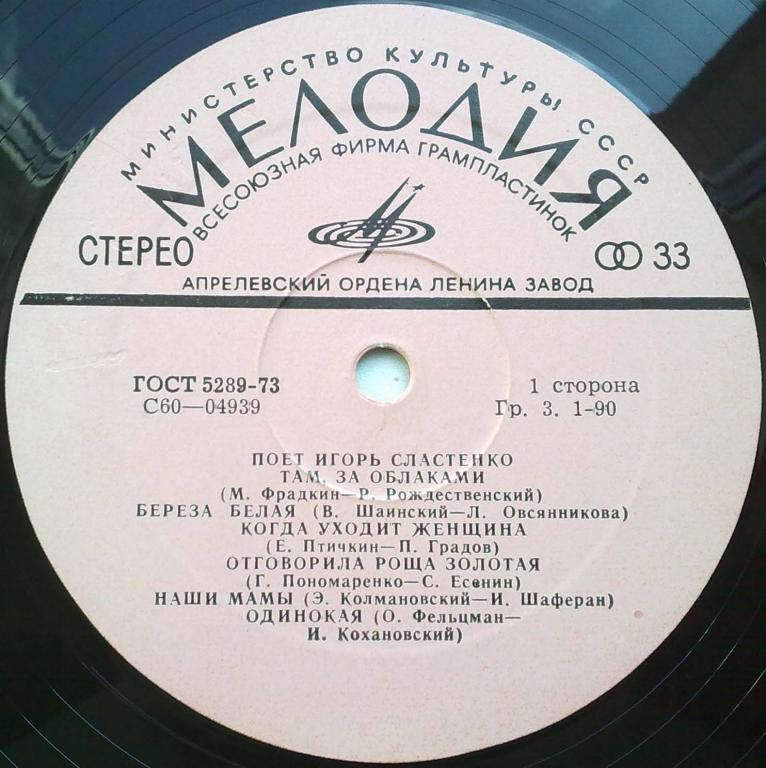 МИНИСТЕРСТВО КУЛЬТУРЫ СССР
МЕЛОДИЯ
ВСЕСОЮЗНАЯ ФИРМА ГРАМПЛАСТИНОК
СТЕРЕО 33
АПРЕЛЕВСКИЙ ОРДЕНА ЛЕНИНА ЗАВОД
ГОСТ 5289-73 1 сторона
С60—04939 Гр. 3. 1-90
ПОЕТ ИГОРЬ СЛАСТЕНКО
ТАМ, ЗА ОБЛАКАМИ
(М. Фрадкин—Р. Рождественский)
БЕРЕЗА БЕЛАЯ (В. Шаинский—Л. Овсянникова)
КОГДА УХОДИТ ЖЕНЩИНА
(Е. Птичкин—П. Градов)
ОТГОВОРИЛА РОЩА ЗОЛОТАЯ
(Г. Пономаренко—С. Есенин)
НАШИ МАМЫ (Э. Колмановский—И. Шаферан)
ОДИНОКАЯ (О. Фельцман—
И. Кохановский)